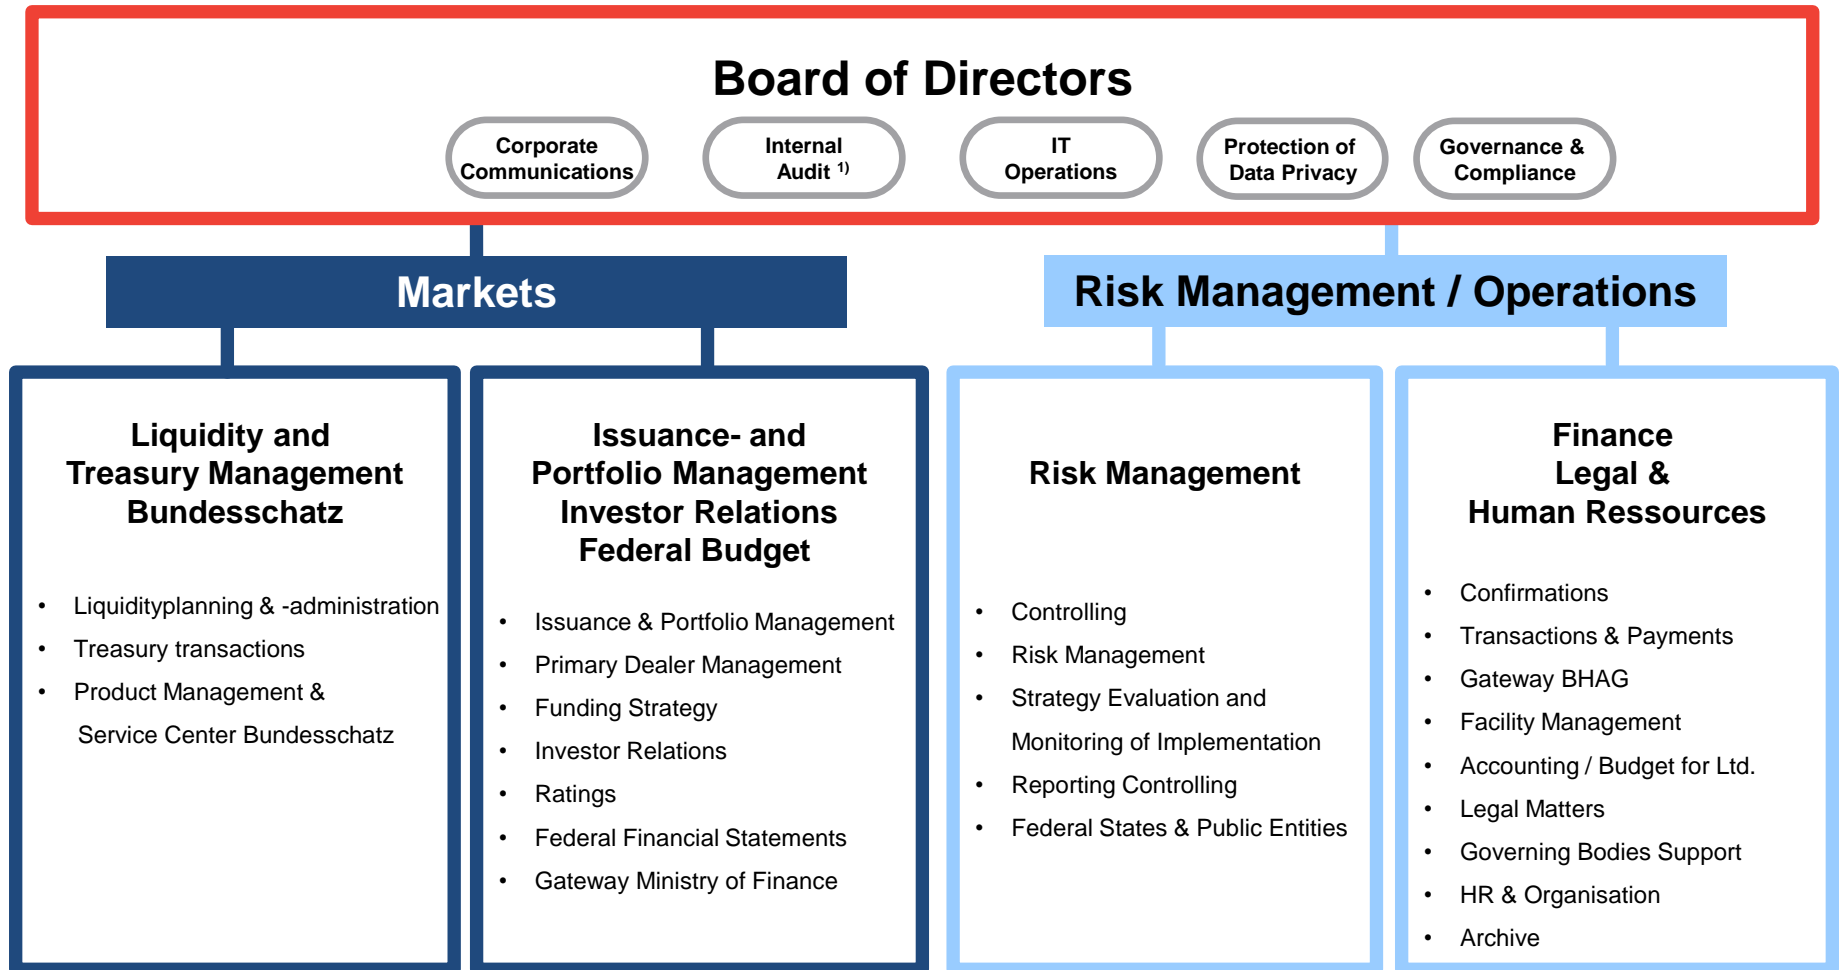 Board of Directors
Corporate
Communications
Internal
Audit 1)
IT
Operations
Protection of
Data Privacy
Governance &
Compliance
Markets
Risk Management / Operations
Liquidity and
Treasury Management
Bundesschatz
• Liquidityplanning & -administration
• Treasury transactions
• Product Management &
Service Center Bundesschatz
Issuance- and
Portfolio Management
Investor Relations
Federal Budget
• Issuance & Portfolio Management
• Primary Dealer Management
• Funding Strategy
• Investor Relations
• Ratings
• Federal Financial Statements
• Gateway Ministry of Finance
Risk Management
• Controlling
• Risk Management
• Strategy Evaluation and
Monitoring of Implementation
• Reporting Controlling
• Federal States & Public Entities
Finance
Legal &
Human Ressources
• Confirmations
• Transactions & Payments
• Gateway BHAG
• Facility Management
• Accounting / Budget for Ltd.
• Legal Matters
• Governing Bodies Support
• HR & Organisation
• Archive